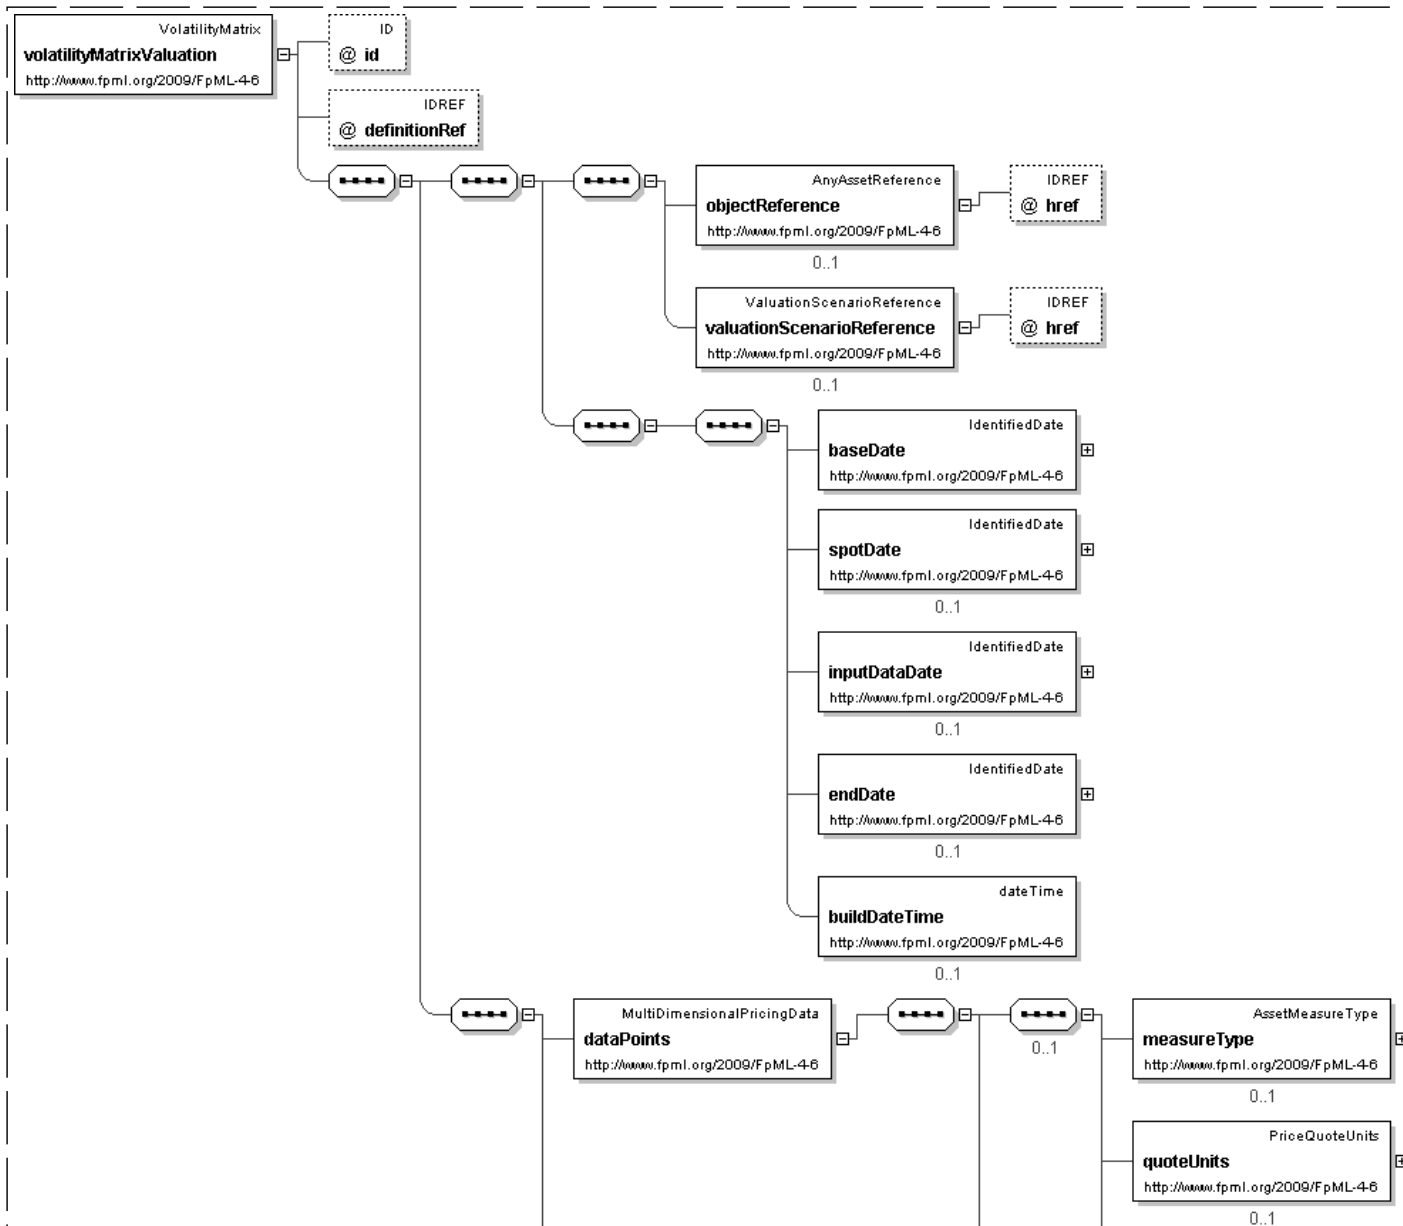 VolatilityMatrix
volatilityMatrixValuation
http://www.fpml.org/2009/FpML-4-6
ID
@ id
IDREF
@ definitionRef
AnyAssetReference
objectReference
http://www.fpml.org/2009/FpML-4-6
0..1
IDREF
@ href
ValuationScenarioReference
valuationScenarioReference
http://www.fpml.org/2009/FpML-4-6
0..1
IDREF
@ href
IdentifiedDate
baseDate
http://www.fpml.org/2009/FpML-4-6
IdentifiedDate
spotDate
http://www.fpml.org/2009/FpML-4-6
0..1
IdentifiedDate
inputDataDate
http://www.fpml.org/2009/FpML-4-6
0..1
IdentifiedDate
endDate
http://www.fpml.org/2009/FpML-4-6
0..1
dateTime
buildDateTime
http://www.fpml.org/2009/FpML-4-6
0..1
MultiDimensionalPricingData
dataPoints
http://www.fpml.org/2009/FpML-4-6
0..1
AssetMeasureType
measureType
http://www.fpml.org/2009/FpML-4-6
0..1
PriceQuoteUnits
quoteUnits
http://www.fpml.org/2009/FpML-4-6
0..1